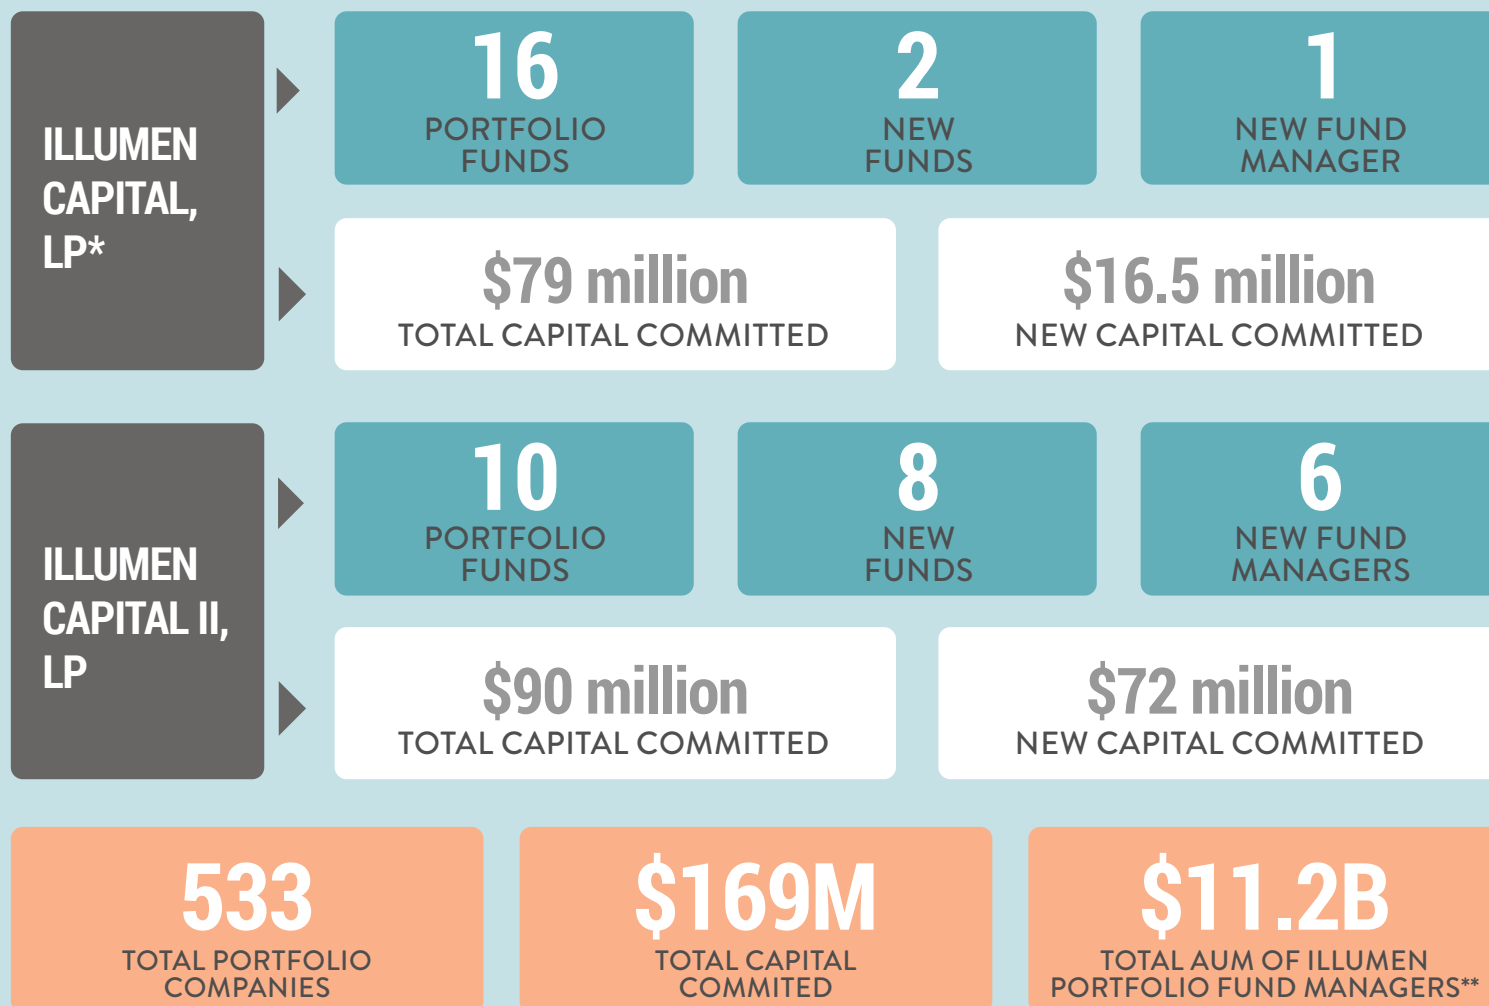 ILLUMEN
CAPITAL,
LP*
16
PORTFOLIO
FUNDS
2
NEW
FUNDS
1
NEW FUND
MANAGER
$79 million
TOTAL CAPITAL COMMITTED
$16.5 million
NEW CAPITAL COMMITTED
ILLUMEN
CAPITAL II,
LP
10
PORTFOLIO
FUNDS
8
NEW
FUNDS
6
NEW FUND
MANAGERS
$90 million
TOTAL CAPITAL COMMITTED
$72 million
NEW CAPITAL COMMITTED
533
TOTAL PORTFOLIO
COMPANIES
$169M
TOTAL CAPITAL
COMMITED
$11.2B
TOTAL AUM OF ILLUMEN
PORTFOLIO FUND MANAGERS**